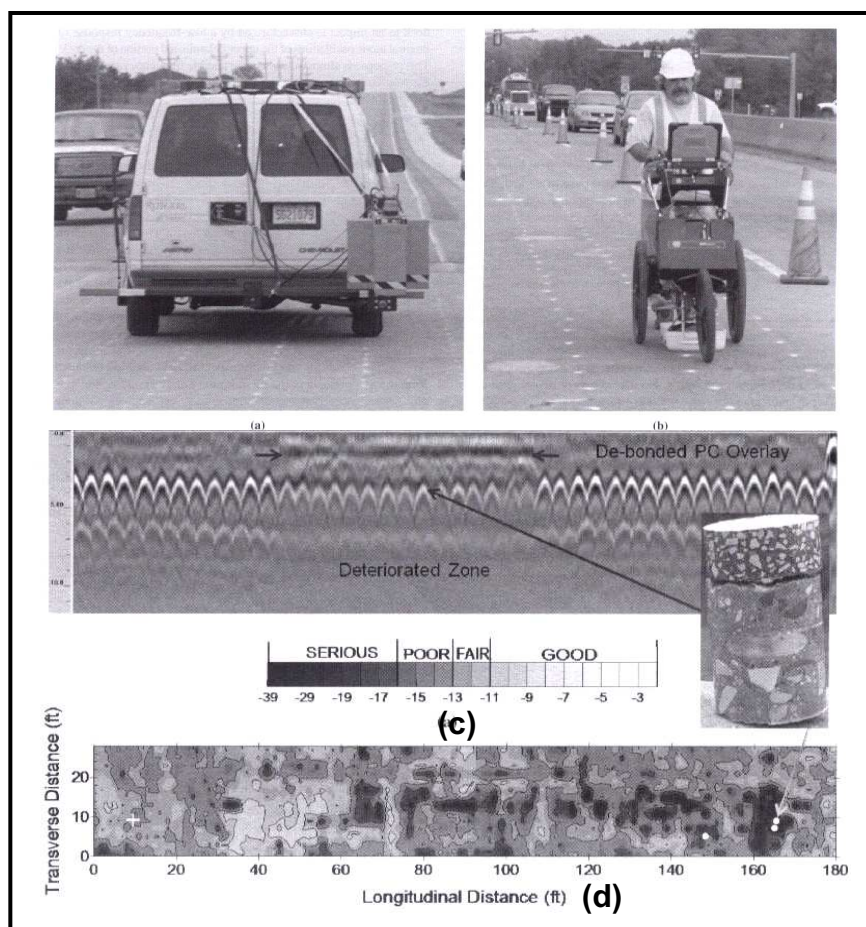 ASTRO
CHEVROLET
(a)
(b)
De-bonded PC Overlay
Deteriorated Zone
SERIOUS POOR FAIR GOOD
-39 -29 -19 -17 -15 -13 -11 -9 -7 -5 -3
(c)
Transverse Distance (ft)
20
10
0
0 20 40 60 80 100 120 140 160 180
Longitudinal Distance (ft)
(d)